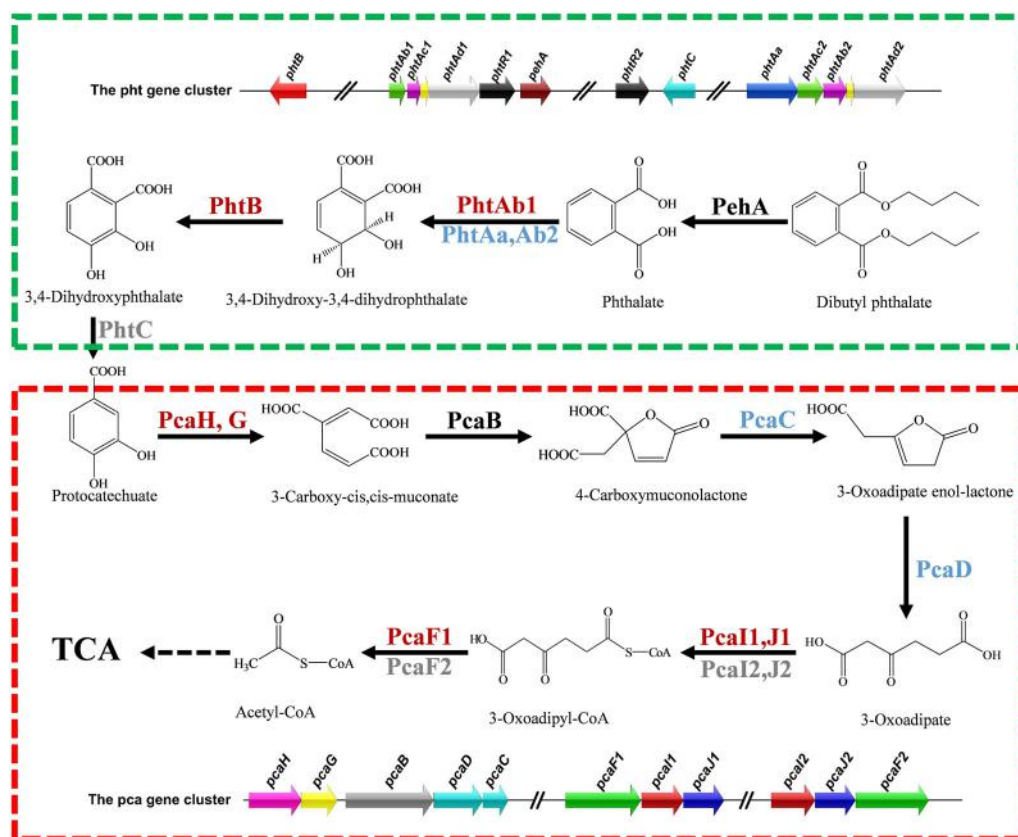 phtB phtAb1 phtAc1 phtAd1 phtR1 pehA phtR2 phtC phtAa phtAc2 phtAb2 phtAd2
The pht gene cluster
COOH
COOH
OH
OH
3,4-Dihydroxyphthalate
PhtB
COOH
COOH
H
OH
H
OH
3,4-Dihydroxy-3,4-dihydrophthalate
PhtAb1
PhtAa,Ab2
O
OH
OH
O
Phthalate
PehA
O
O
O
O
Dibutyl phthalate
PhtC
COOH
OH
OH
Protocatechuate
PcaH, G
HOOC
COOH
COOH
3-Carboxy-cis,cis-muconate
PcaB
HOOC
O
O
HOOC
4-Carboxymuconolactone
PcaC
HOOC
O
O
3-Oxoadipate enol-lactone
PcaD
TCA
O
H3C
S—CoA
Acetyl-CoA
PcaF1
PcaF2
O
HO
S—CoA
O
O
3-Oxoadipyl-CoA
PcaI1,J1
PcaI2,J2
O
HO
OH
O
O
3-Oxoadipate
pcaH pcaG pcaB pcaD pcaC pcaF1 pcaI1 pcaJ1 pcaI2 pcaJ2 pcaF2
The pca gene cluster